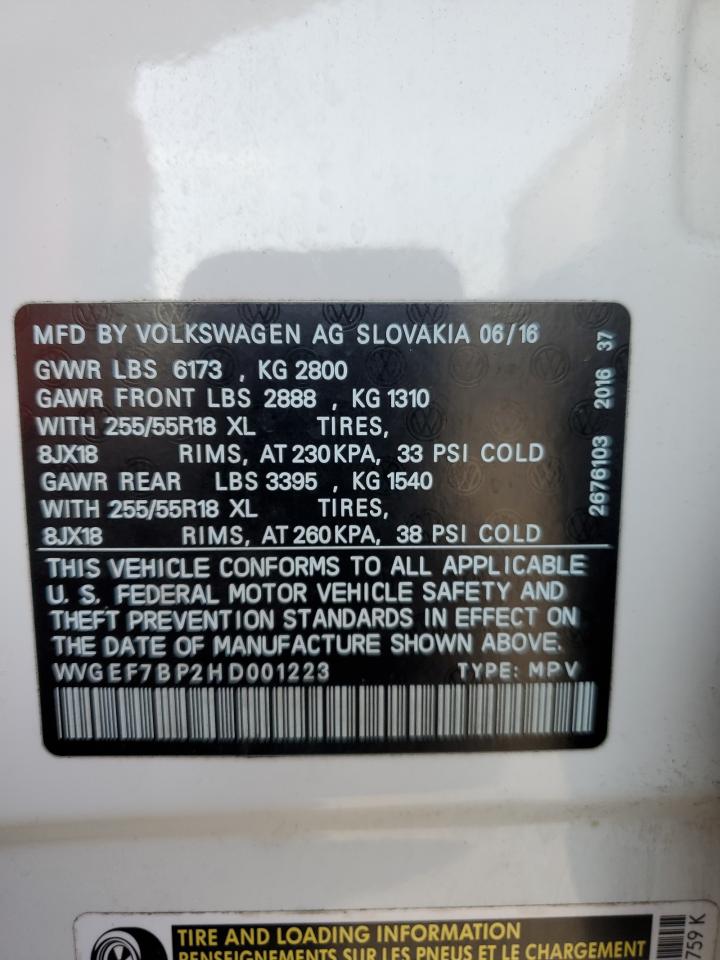 MFD BY VOLKSWAGEN AG SLOVAKIA 06/16
GVWR LBS 6173 , KG 2800
GAWR FRONT LBS 2888 , KG 1310
WITH 255/55R18 XL TIRES,
8JX18 RIMS, AT 230KPA, 33 PSI COLD
GAWR REAR LBS 3395 , KG 1540
WITH 255/55R18 XL TIRES,
8JX18 RIMS, AT 260KPA, 38 PSI COLD
THIS VEHICLE CONFORMS TO ALL APPLICABLE
U. S. FEDERAL MOTOR VEHICLE SAFETY AND
THEFT PREVENTION STANDARDS IN EFFECT ON
THE DATE OF MANUFACTURE SHOWN ABOVE.
WVGEF7BP2HD001223 TYPE: MPV
2676103 2016 37
TIRE AND LOADING INFORMATION
RENSEIGNEMENTS SUR LES PNEUS ET LE CHARGEMENT
759 K